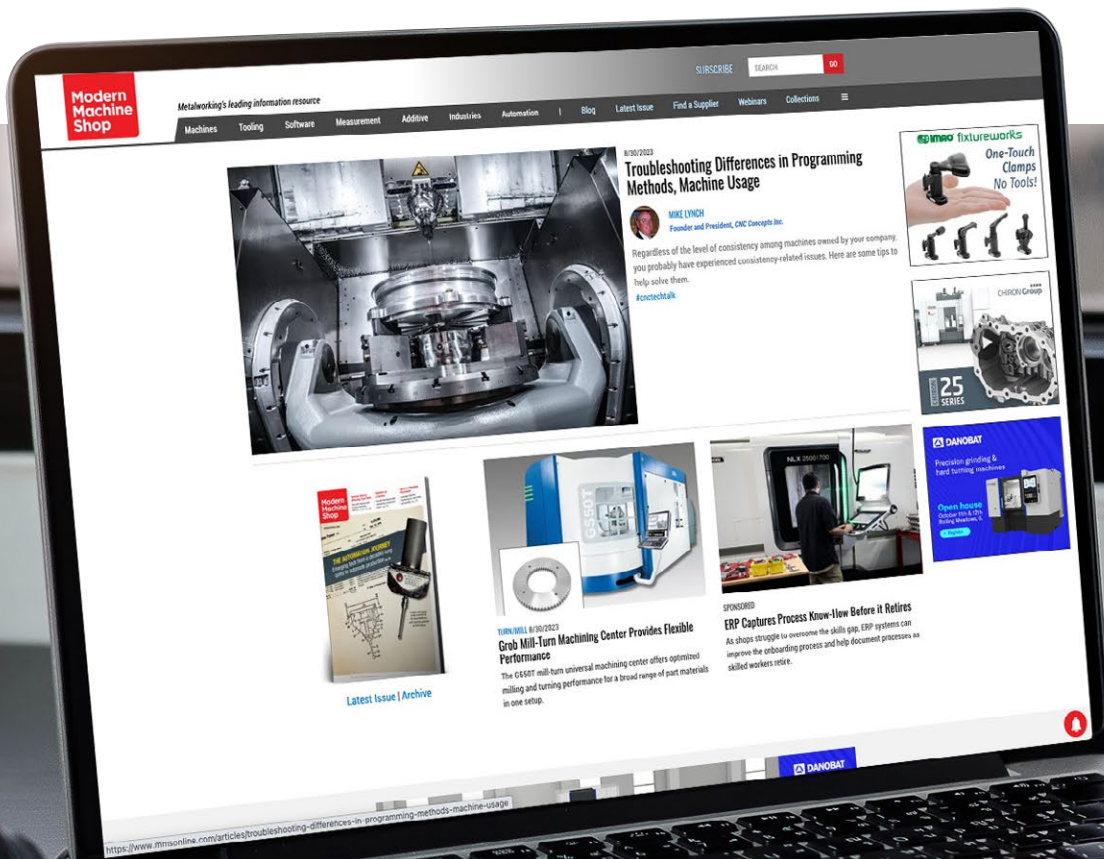 Modern
Machine
Shop
Metalworking's leading information resource
SUBSCRIBE
SEARCH
GO
Machines Tooling Software Measurement Additive Industries Automation | Blog Latest Issue Find a Supplier Webinars Collections
8/30/2023
Troubleshooting Differences in Programming
Methods, Machine Usage
MIKE LYNCH
Founder and President, CNC Concepts Inc.
Regardless of the level of consistency among machines owned by your company,
you probably have experienced consistency-related issues. Here are some tips to
help solve them.
#cnctechtalk
IMAO fixtureworks
One-Touch
Clamps
No Tools!
CHIRON Group
25
SERIES
DANOBAT
Precision grinding &
hard turning machines
Open house
October 11th & 12th
Rolling Meadows, IL
Register
Modern
Machine
Shop
THE AUTOMATION JOURNEY
Latest Issue | Archive
G550T
TURN/MILL 8/30/2023
Grob Mill-Turn Machining Center Provides Flexible
Performance
The G550T mill-turn universal machining center offers optimized
milling and turning performance for a broad range of part materials
in one setup.
NLX 2500 | 700
SPONSORED
ERP Captures Process Know-How Before it Retires
As shops struggle to overcome the skills gap, ERP systems can
improve the onboarding process and help document processes as
skilled workers retire.
DANOBAT
https://www.mmsonline.com/articles/troubleshooting-differences-in-programming-methods-machine-usage